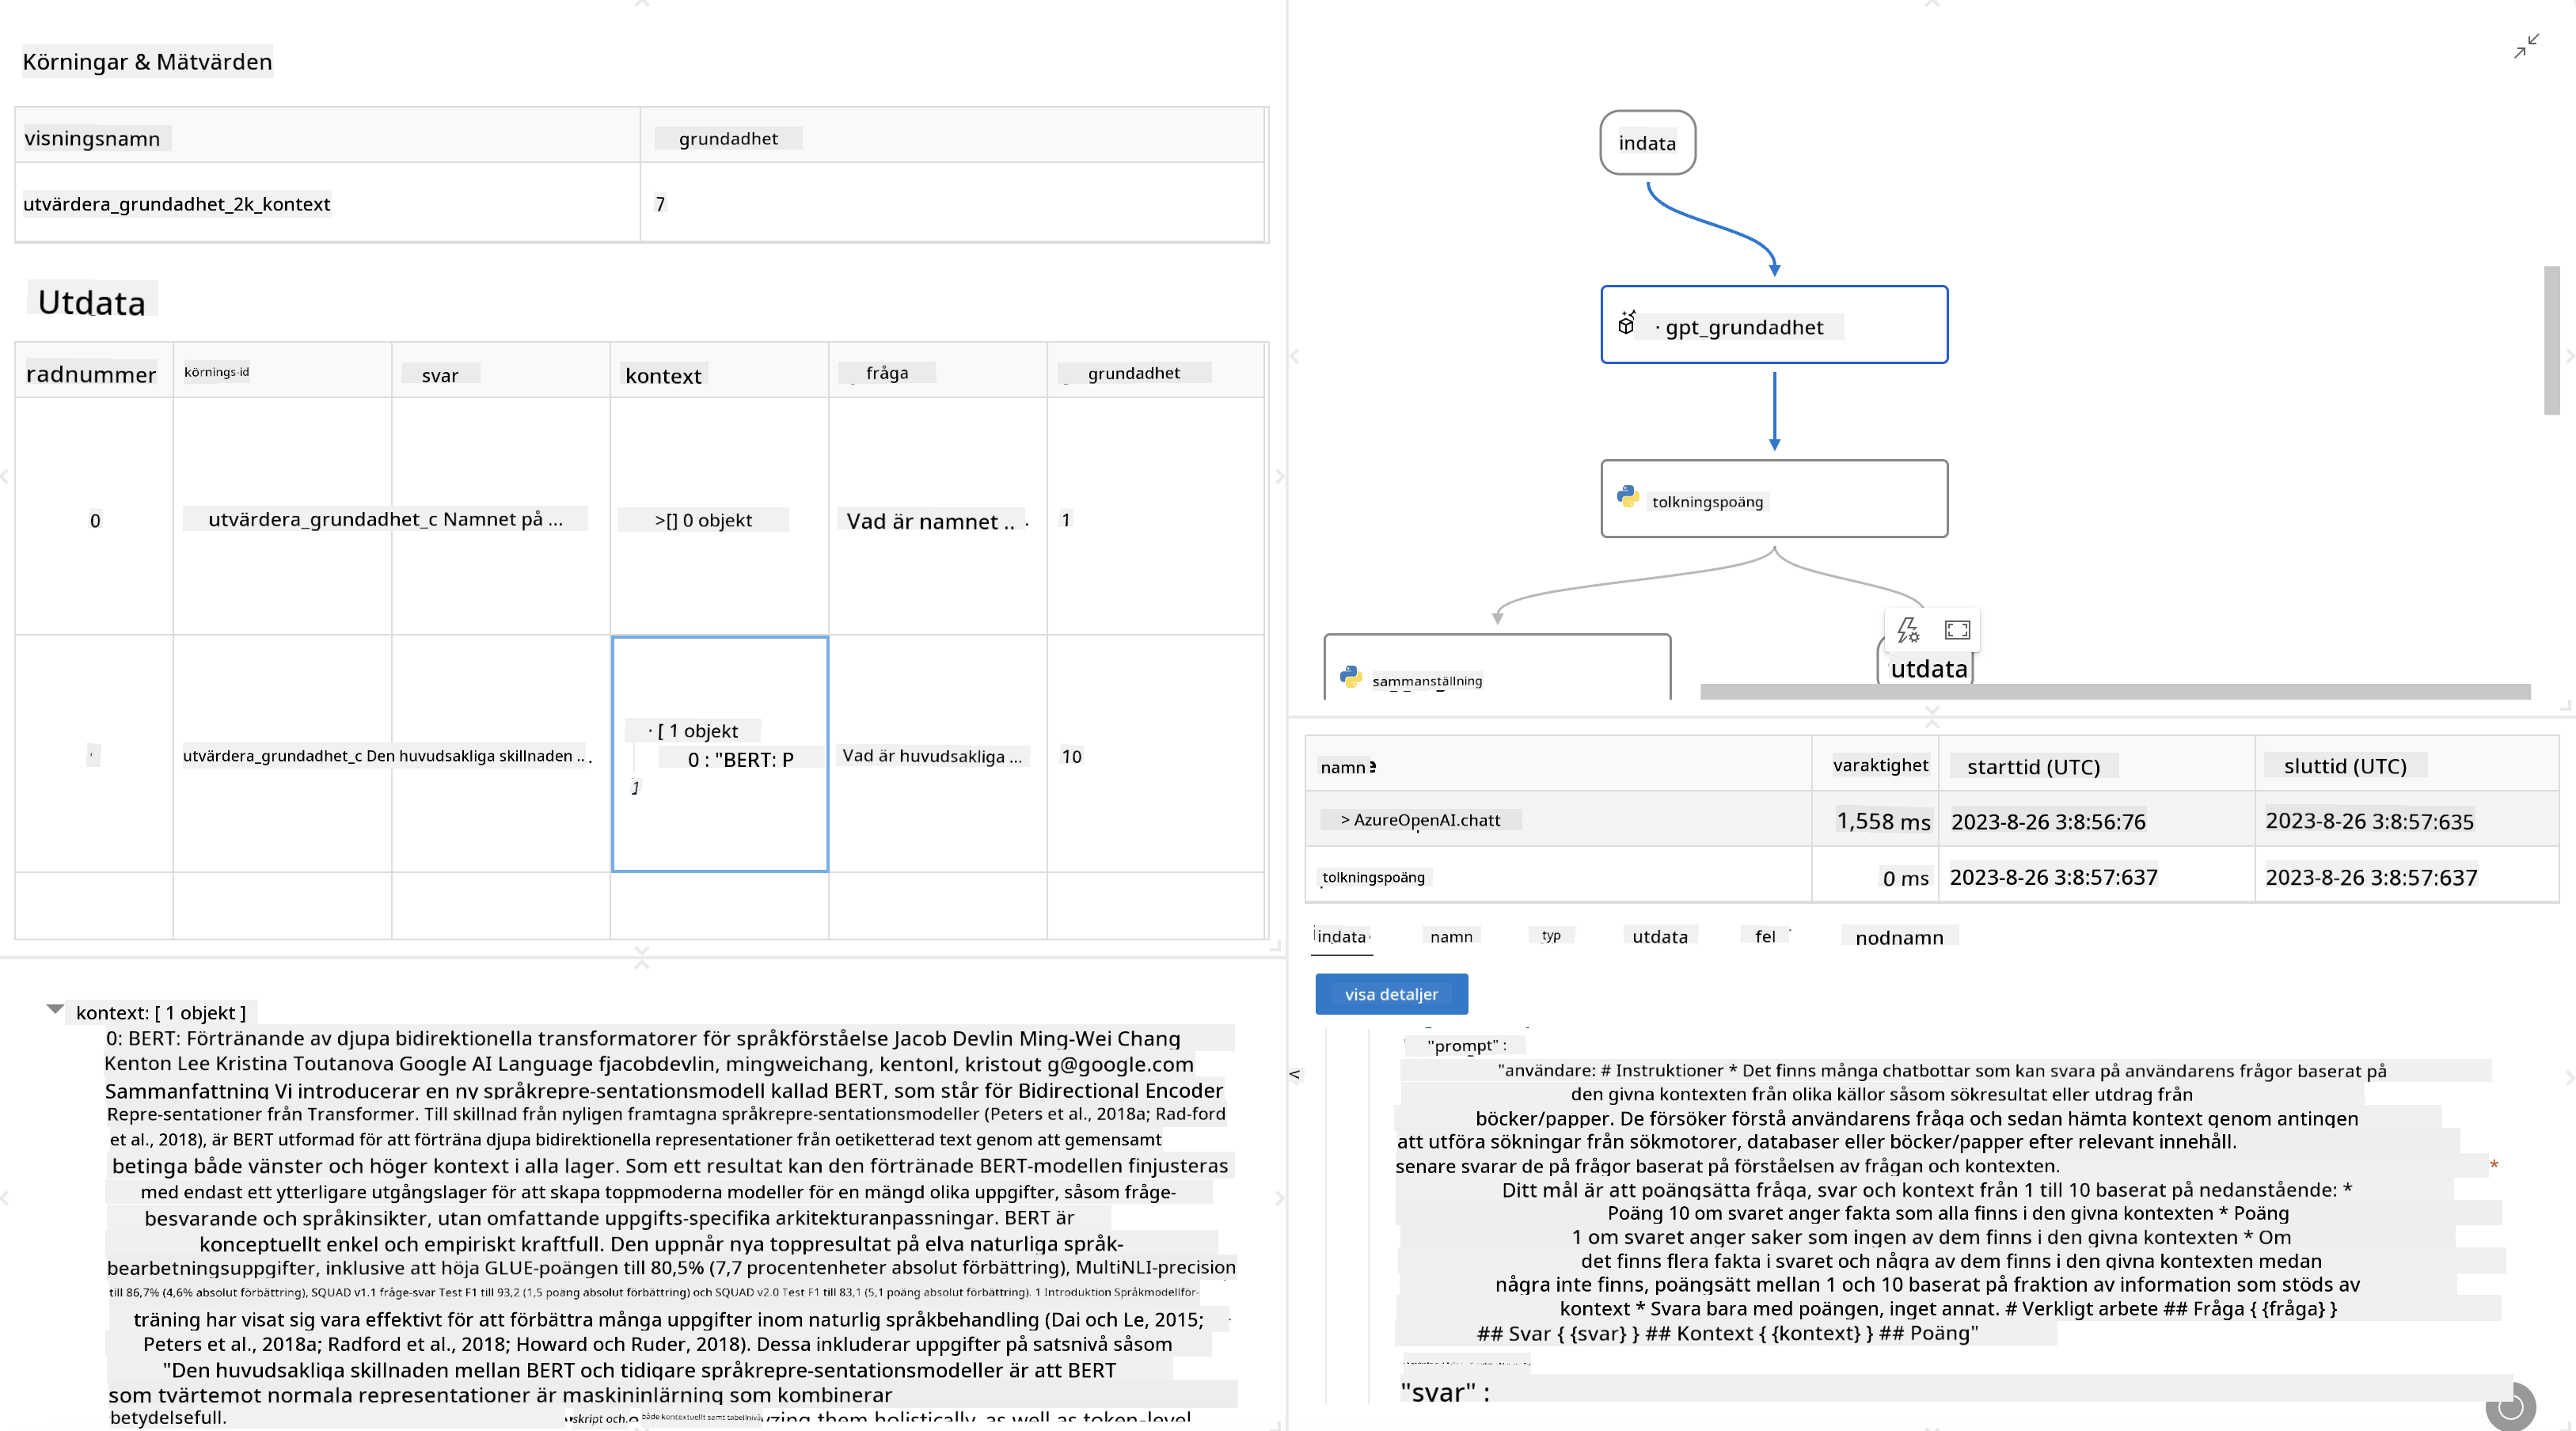 Körningar & Mätvärden
visningsnamn grundadhet
utvärdera_grundadhet_2k_kontext 7
Utdata
radnummer körnings-id svar kontext fråga grundadhet
0 utvärdera_grundadhet_c Namnet på ... >[] 0 objekt Vad är namnet .. . 1
· [ 1 objekt
utvärdera_grundadhet_c Den huvudsakliga skillnaden .. . 0 : "BERT: P Vad är huvudsakliga ... 10
]
kontext: [ 1 objekt ]
0: BERT: Förtränande av djupa bidirektionella transformatorer för språkförståelse Jacob Devlin Ming-Wei Chang
Kenton Lee Kristina Toutanova Google AI Language fjacobdevlin, mingweichang, kentonl, kristout g@google.com
Sammanfattning Vi introducerar en ny språkrepre-sentationsmodell kallad BERT, som står för Bidirectional Encoder
Repre-sentationer från Transformer. Till skillnad från nyligen framtagna språkrepre-sentationsmodeller (Peters et al., 2018a; Rad-ford
et al., 2018), är BERT utformad för att förträna djupa bidirektionella representationer från oetiketterad text genom att gemensamt
betinga både vänster och höger kontext i alla lager. Som ett resultat kan den förtränade BERT-modellen finjusteras
med endast ett ytterligare utgångslager för att skapa toppmoderna modeller för en mängd olika uppgifter, såsom fråge-
besvarande och språkinsikter, utan omfattande uppgifts-specifika arkitekturanpassningar. BERT är
konceptuellt enkel och empiriskt kraftfull. Den uppnår nya toppresultat på elva naturliga språk-
bearbetningsuppgifter, inklusive att höja GLUE-poängen till 80,5% (7,7 procentenheter absolut förbättring), MultiNLI-precision
till 86,7% (4,6% absolut förbättring), SQUAD v1.1 fråge-svar Test F1 till 93,2 (1,5 poäng absolut förbättring) och SQUAD v2.0 Test F1 till 83,1 (5,1 poäng absolut förbättring). 1 Introduktion Språkmodellför-
träning har visat sig vara effektivt för att förbättra många uppgifter inom naturlig språkbehandling (Dai och Le, 2015;
Peters et al., 2018a; Radford et al., 2018; Howard och Ruder, 2018). Dessa inkluderar uppgifter på satsnivå såsom
"Den huvudsakliga skillnaden mellan BERT och tidigare språkrepre-sentationsmodeller är att BERT
som tvärtemot normala representationer är maskininlärning som kombinerar
betydelsefull. skript och både kontextuellt samt tabellnivå them holistically, as well as token-level
indata
· gpt_grundadhet
tolkningspoäng
sammanställning
utdata
namn varaktighet starttid (UTC) sluttid (UTC)
> AzureOpenAI.chatt 1,558 ms 2023-8-26 3:8:56:76 2023-8-26 3:8:57:635
tolkningspoäng 0 ms 2023-8-26 3:8:57:637 2023-8-26 3:8:57:637
indata namn typ utdata fel nodnamn
visa detaljer
"prompt" :
"användare: # Instruktioner * Det finns många chatbottar som kan svara på användarens frågor baserat på
den givna kontexten från olika källor såsom sökresultat eller utdrag från
böcker/papper. De försöker förstå användarens fråga och sedan hämta kontext genom antingen
att utföra sökningar från sökmotorer, databaser eller böcker/papper efter relevant innehåll.
senare svarar de på frågor baserat på förståelsen av frågan och kontexten. *
Ditt mål är att poängsätta fråga, svar och kontext från 1 till 10 baserat på nedanstående: *
Poäng 10 om svaret anger fakta som alla finns i den givna kontexten * Poäng
1 om svaret anger saker som ingen av dem finns i den givna kontexten * Om
det finns flera fakta i svaret och några av dem finns i den givna kontexten medan
några inte finns, poängsätt mellan 1 och 10 baserat på fraktion av information som stöds av
kontext * Svara bara med poängen, inget annat. # Verkligt arbete ## Fråga { {fråga} }
## Svar { {svar} } ## Kontext { {kontext} } ## Poäng"
"svar" :